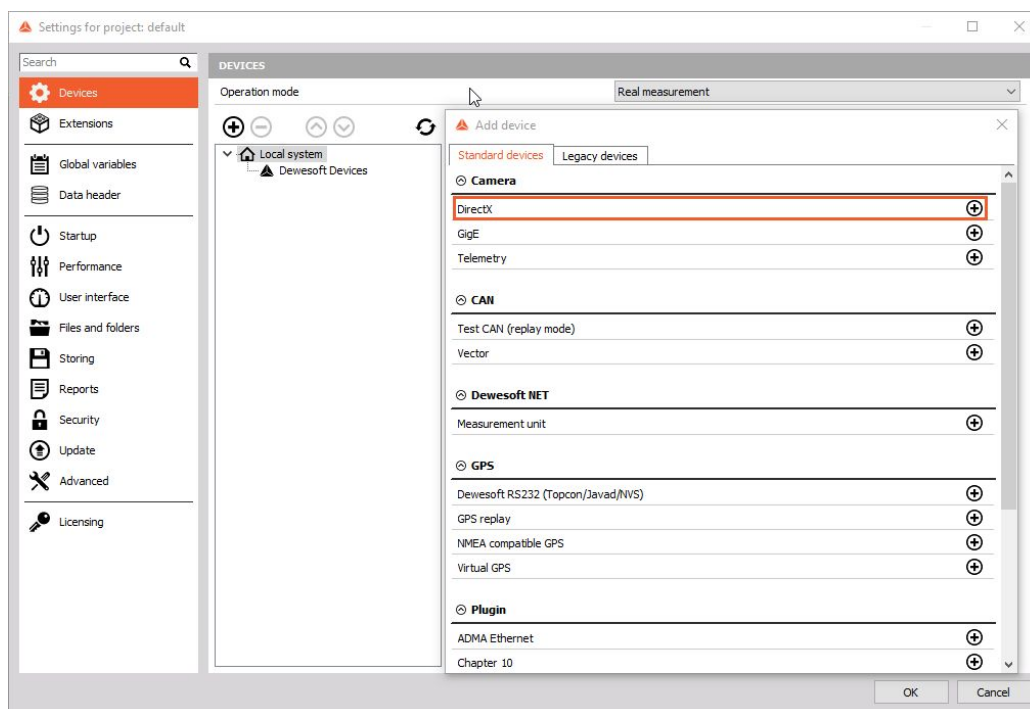 Settings for project: default
Search
Devices
Extensions
Global variables
Data header
Startup
Performance
User interface
Files and folders
Storing
Reports
Security
Update
Advanced
Licensing
DEVICES
Operation mode
Real measurement
Local system
Dewesoft Devices
Add device
Standard devices
Legacy devices
Camera
DirectX
GigE
Telemetry
CAN
Test CAN (replay mode)
Vector
Dewesoft NET
Measurement unit
GPS
Dewesoft RS232 (Topcon/Javad/NVS)
GPS replay
NMEA compatible GPS
Virtual GPS
Plugin
ADMA Ethernet
Chapter 10
OK
Cancel